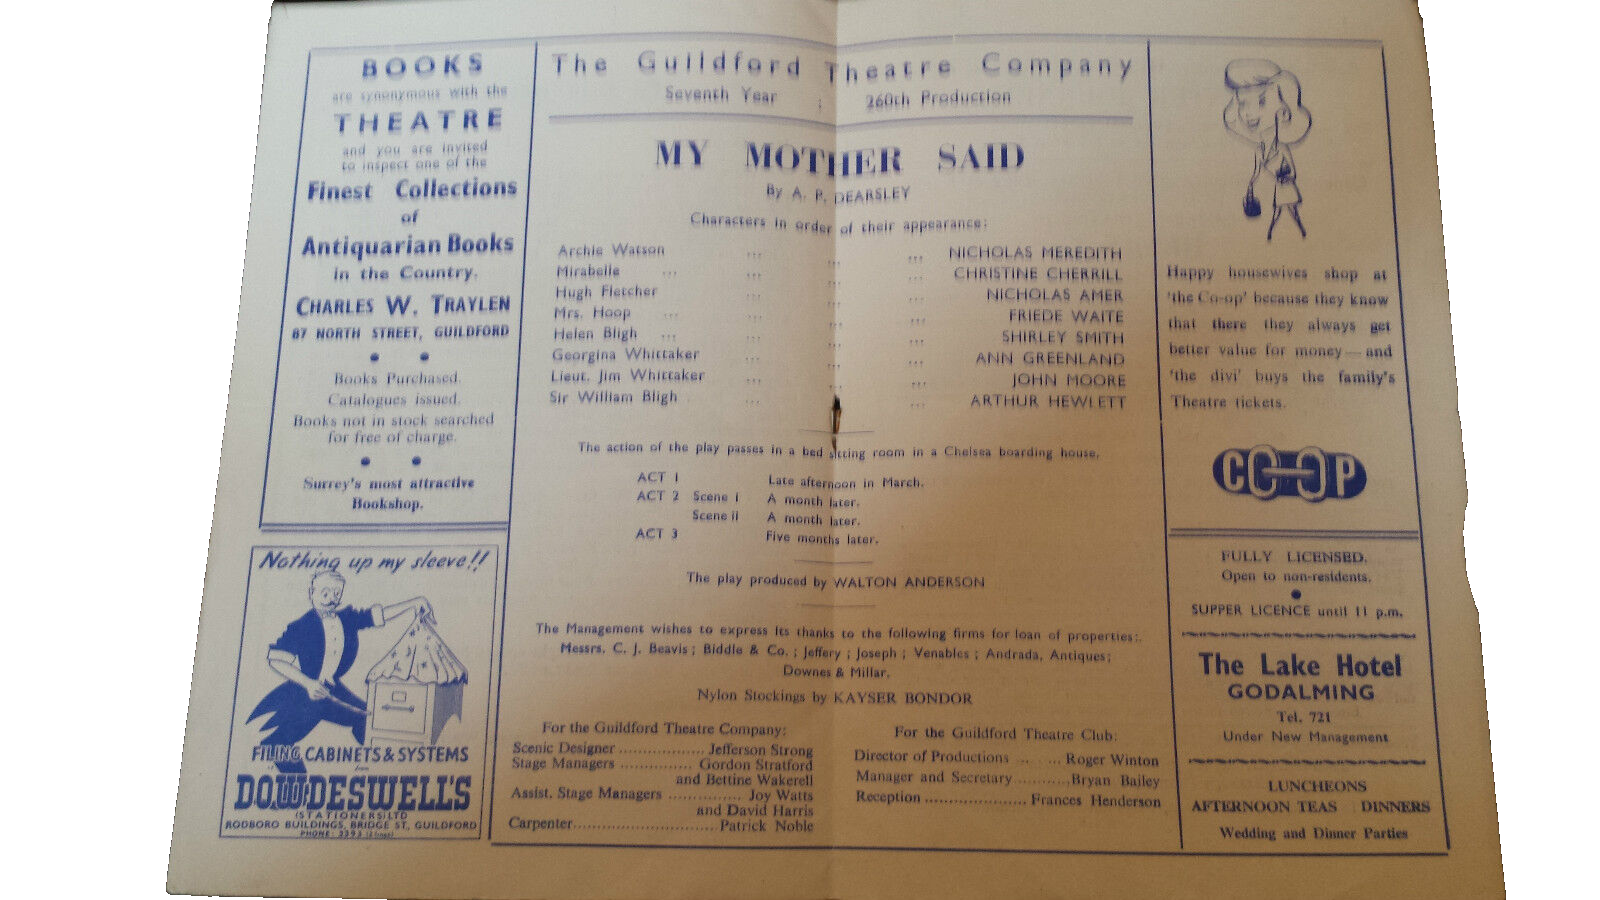 BOOKS
are synonymous with the
THEATRE
and you are invited
to inspect one of the
Finest Collections
of
Antiquarian Books
in the Country.
CHARLES W. TRAYLEN
87 NORTH STREET, GUILDFORD
Books Purchased.
Catalogues issued.
Books not in stock searched
for free of charge.
Surrey's most attractive
Bookshop.
Nothing up my sleeve!!
FILING CABINETS & SYSTEMS
from
DOWDESWELL'S
(STATIONERS) LTD
RODBORO BUILDINGS, BRIDGE ST, GUILDFORD
PHONE: 3393 (2 lines)
The Guildford Theatre Company
Seventh Year : 260th Production
MY MOTHER SAID
By A. P. DEARSLEY
Characters in order of their appearance:
Archie Watson ... ... ... NICHOLAS MEREDITH
Mirabelle ... ... ... ... CHRISTINE CHERRILL
Hugh Fletcher ... ... ... NICHOLAS AMER
Mrs. Hoop ... ... ... ... FRIEDE WAITE
Helen Bligh ... ... ... ... SHIRLEY SMITH
Georgina Whittaker ... ... ... ANN GREENLAND
Lieut. Jim Whittaker ... ... ... JOHN MOORE
Sir William Bligh ... ... ... ARTHUR HEWLETT
The action of the play passes in a bed sitting room in a Chelsea boarding house.
ACT 1 Late afternoon in March.
ACT 2 Scene i A month later.
Scene ii A month later.
ACT 3 Five months later.
The play produced by WALTON ANDERSON
The Management wishes to express its thanks to the following firms for loan of properties:.
Messrs. C. J. Beavis ; Biddle & Co. ; Jeffery ; Joseph ; Venables ; Andrada, Antiques;
Downes & Millar.
Nylon Stockings by KAYSER BONDOR
For the Guildford Theatre Company:
Scenic Designer .................. Jefferson Strong
Stage Managers ............... Gordon Stratford
and Bettine Wakerell
Assist. Stage Managers ............... Joy Watts
and David Harris
Carpenter.............................. Patrick Noble
For the Guildford Theatre Club:
Director of Productions .. ... Roger Winton
Manager and Secretary ...........Bryan Bailey
Reception ..................... Frances Henderson
Happy housewives shop at
'the Co-op' because they know
that there they always get
better value for money — and
'the divi' buys the family's
Theatre tickets.
CO-OP
FULLY LICENSED.
Open to non-residents.
SUPPER LICENCE until 11 p.m.
The Lake Hotel
GODALMING
Tel. 721
Under New Management
LUNCHEONS
AFTERNOON TEAS : DINNERS
Wedding and Dinner Parties